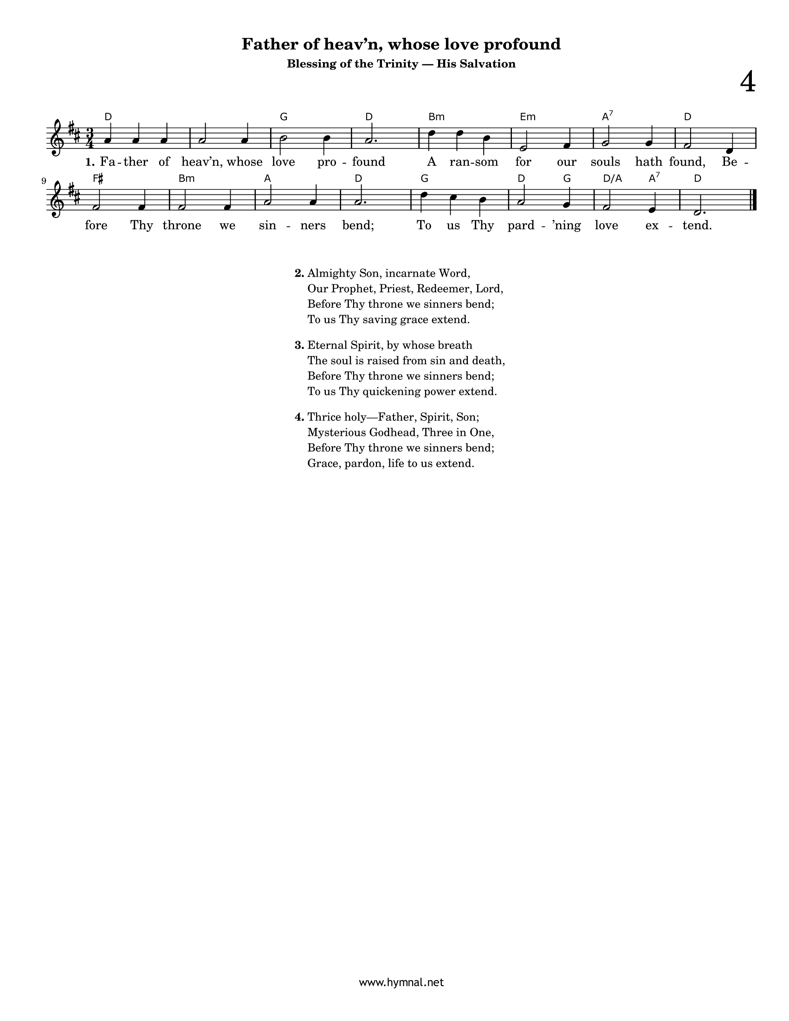 Father of heav’n, whose love profound
Blessing of the Trinity — His Salvation
4
D G D Bm Em A7 D
3
4
1. Fa - ther of heav’n, whose love pro - found A ran - som for our souls hath found, Be -
9
F♯ Bm A D G D G D/A A7 D
fore Thy throne we sin - ners bend; To us Thy pard - ’ning love ex - tend.
2. Almighty Son, incarnate Word,
Our Prophet, Priest, Redeemer, Lord,
Before Thy throne we sinners bend;
To us Thy saving grace extend.
3. Eternal Spirit, by whose breath
The soul is raised from sin and death,
Before Thy throne we sinners bend;
To us Thy quickening power extend.
4. Thrice holy—Father, Spirit, Son;
Mysterious Godhead, Three in One,
Before Thy throne we sinners bend;
Grace, pardon, life to us extend.
www.hymnal.net